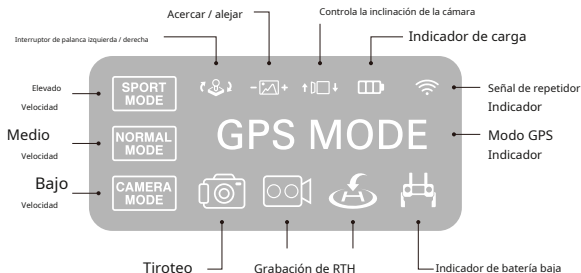 Controla la inclinación de la cámara
Acercar / alejar
Indicador de carga
Interruptor de palanca izquierda / derecha
Elevado
Velocidad
SPORT
MODE
Señal de repetidor
Indicador
Medio
Velocidad
NORMAL
MODE
GPS MODE
Modo GPS
Indicador
Bajo
Velocidad
CAMERA
MODE
Tiroteo
Grabación de RTH
Indicador de batería baja